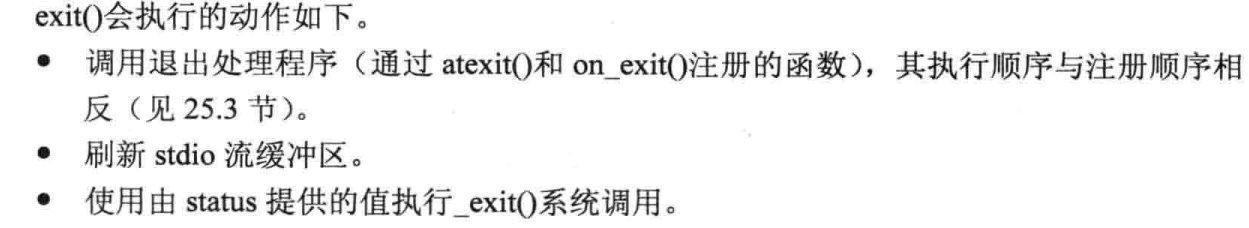 exit()会执行的动作如下。
● 调用退出处理程序（通过 atexit()和 on_exit()注册的函数），其执行顺序与注册顺序相
反（见 25.3 节）。
● 刷新 stdio 流缓冲区。
● 使用由 status 提供的值执行_exit()系统调用。